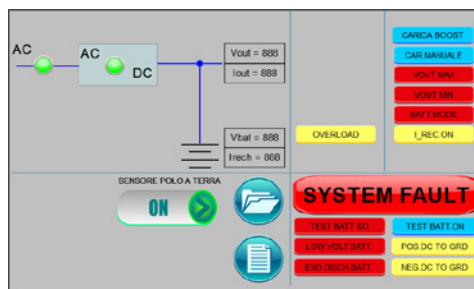 AC
AC
DC
Vout = 888
Iout = 888
Vbat = 888
Irech = 888
CARICA BOOST
CAR.MANUALE
VOUT MAX
VOUT MIN
BATT.MODE
OVERLOAD
I_REC.ON
SENSORE POLO A TERRA
ON
SYSTEM FAULT
TEST BATT.KO
TEST BATT.ON
LOW VOLT.BATT.
POS.DC TO GRD
END.DISCH.BATT.
NEG.DC TO GRD